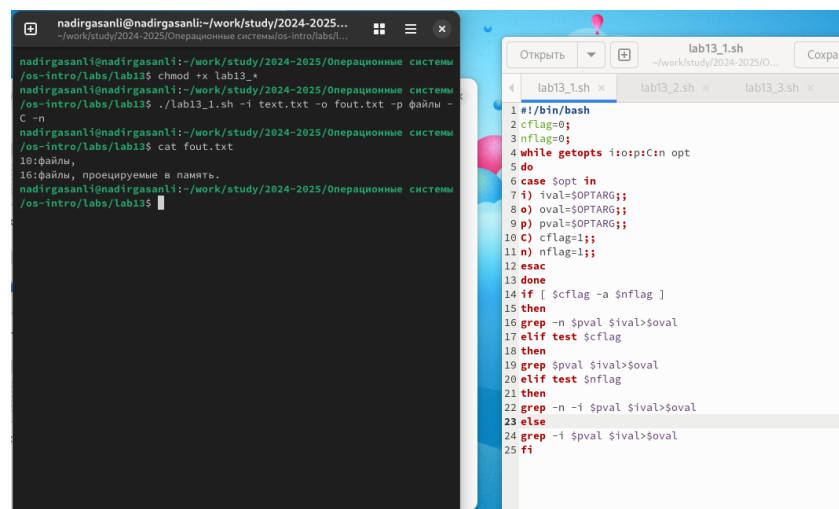 nadirgasanli@nadirgasanli:~/work/study/2024-2025...
~/work/study/2024-2025/Операционные системы/os-intro/labs/l...
nadirgasanli@nadirgasanli:~/work/study/2024-2025/Операционные системы
/os-intro/labs/lab13$ chmod +x lab13_*
nadirgasanli@nadirgasanli:~/work/study/2024-2025/Операционные системы
/os-intro/labs/lab13$ ./lab13_1.sh -i text.txt -o fout.txt -p файлы -
C -n
nadirgasanli@nadirgasanli:~/work/study/2024-2025/Операционные системы
/os-intro/labs/lab13$ cat fout.txt
10:файлы,
16:файлы, проецируемые в память.
nadirgasanli@nadirgasanli:~/work/study/2024-2025/Операционные системы
/os-intro/labs/lab13$
Открыть
lab13_1.sh
~/work/study/2024-2025/О...
Сохра
lab13_1.sh × lab13_2.sh × lab13_3.sh ×
1 #!/bin/bash
2 cflag=0;
3 nflag=0;
4 while getopts i:o:p:C:n opt
5 do
6 case $opt in
7 i) ival=$OPTARG;;
8 o) oval=$OPTARG;;
9 p) pval=$OPTARG;;
10 C) cflag=1;;
11 n) nflag=1;;
12 esac
13 done
14 if [ $cflag -a $nflag ]
15 then
16 grep -n $pval $ival>$oval
17 elif test $cflag
18 then
19 grep $pval $ival>$oval
20 elif test $nflag
21 then
22 grep -n -i $pval $ival>$oval
23 else
24 grep -i $pval $ival>$oval
25 fi